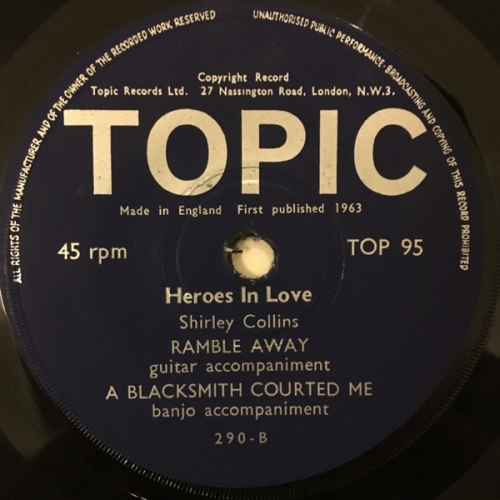 ALL RIGHTS OF THE MANUFACTURER AND OF THE OWNER OF THE RECORDED WORK RESERVED
UNAUTHORISED PUBLIC PERFORMANCE · BROADCASTING AND COPYING OF THIS RECORD PROHIBITED
Copyright Record
Topic Records Ltd. 27 Nassington Road, London, N.W.3.
TOPIC
Made in England First published 1963
45 rpm
TOP 95
Heroes In Love
Shirley Collins
RAMBLE AWAY
guitar accompaniment
A BLACKSMITH COURTED ME
banjo accompaniment
290-B